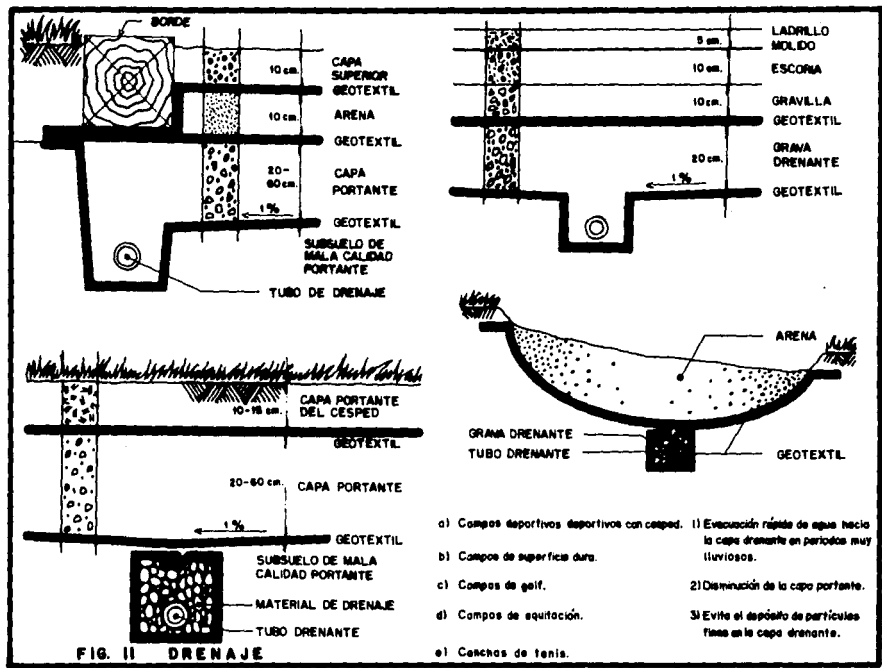 BORDE
10 cm.
CAPA
SUPERIOR
GEOTEXTIL
10 cm.
ARENA
GEOTEXTIL
20-
60 cm.
CAPA
PORTANTE
1 %
GEOTEXTIL
SUBSUELO DE
MALA CALIDAD
PORTANTE
TUBO DE DRENAJE
5 cm.
LADRILLO
MOLIDO
10 cm.
ESCORIA
10 cm.
GRAVILLA
GEOTEXTIL
20 cm.
GRAVA
DRENANTE
1 %
GEOTEXTIL
CAPA PORTANTE
DEL CESPED
10-15 cm.
GEOTEXTIL
20-60 cm.
CAPA PORTANTE
1 %
GEOTEXTIL
SUBSUELO DE MALA
CALIDAD PORTANTE
MATERIAL DE DRENAJE
TUBO DRENANTE
ARENA
GRAVA DRENANTE
TUBO DRENANTE
GEOTEXTIL
a) Campos deportivos deportivos con cesped.
b) Campos de superficie dura.
c) Campos de golf.
d) Campos de equitación.
e) Canchas de tenis.
1) Evacuación rápida de agua hacia
la capa drenante en periodos muy
lluviosos.
2) Disminución de la capa portante.
3) Evita el depósito de partículas
finas en la capa drenante.
FIG. 11 DRENAJE